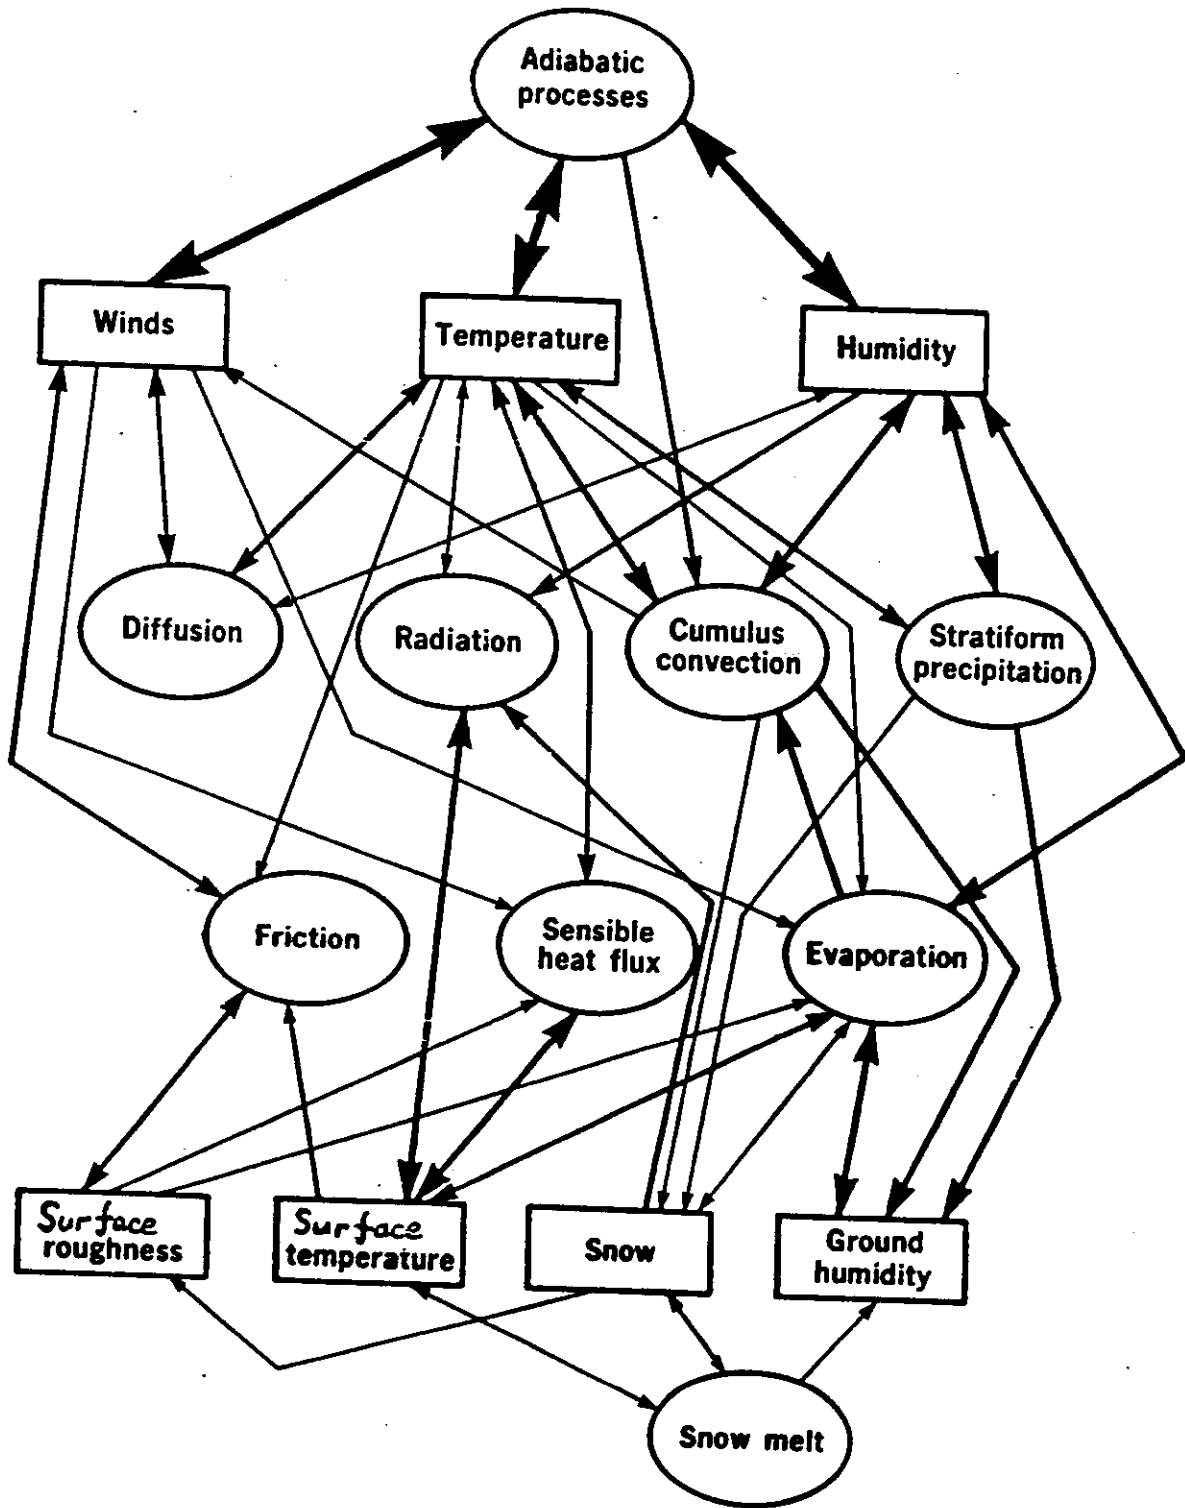 Adiabatic
processes
Winds
Temperature
Humidity
Diffusion
Radiation
Cumulus
convection
Stratiform
precipitation
Friction
Sensible
heat flux
Evaporation
Surface
roughness
Surface
temperature
Snow
Ground
humidity
Snow melt